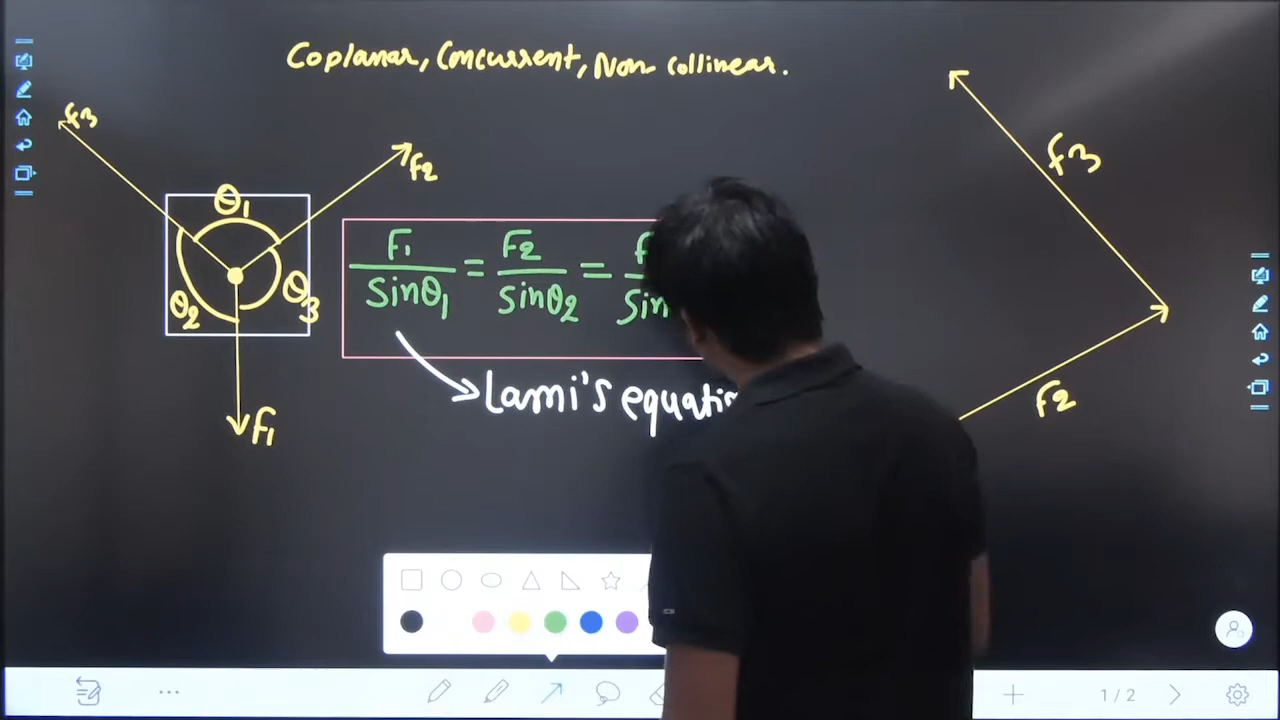 Coplanar, Concurrent, Non collinear.
f3
f2
θ1
θ2
θ3
f1
F1 / sinθ1 = F2 / sinθ2 =
Lami's
f3
f2
1 / 2